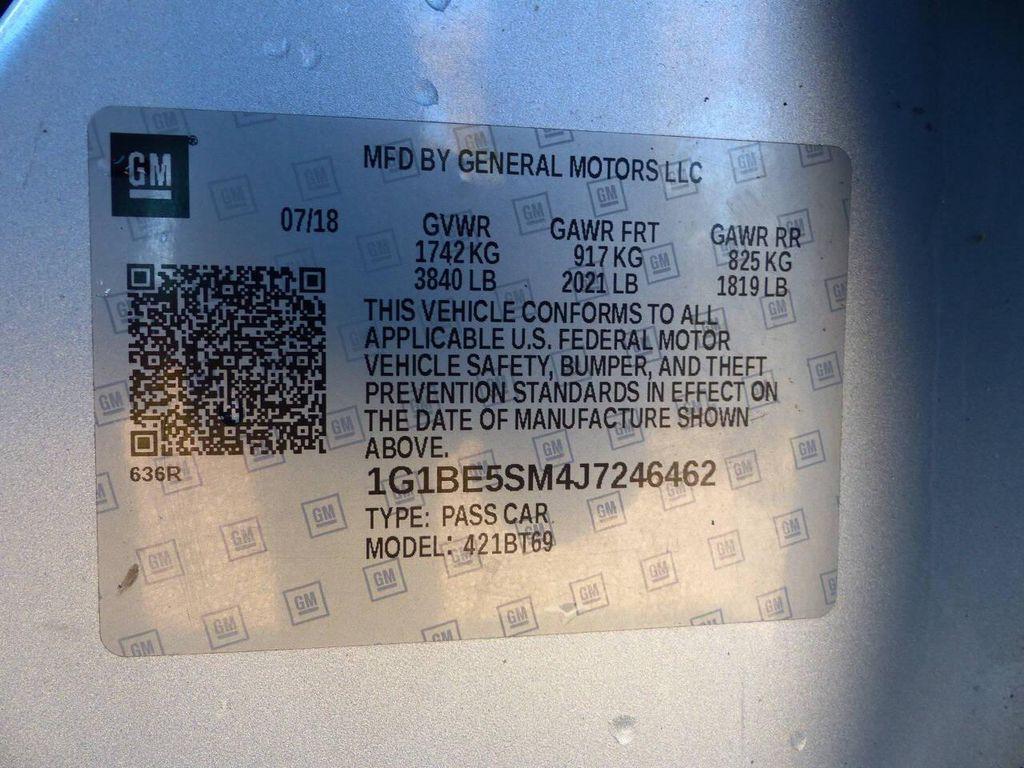 GM
MFD BY GENERAL MOTORS LLC
07/18 GVWR GAWR FRT GAWR RR
1742 KG 917 KG 825 KG
3840 LB 2021 LB 1819 LB
THIS VEHICLE CONFORMS TO ALL
APPLICABLE U.S. FEDERAL MOTOR
VEHICLE SAFETY, BUMPER, AND THEFT
PREVENTION STANDARDS IN EFFECT ON
THE DATE OF MANUFACTURE SHOWN
ABOVE.
636R
1G1BE5SM4J7246462
TYPE: PASS CAR
MODEL: 421BT69